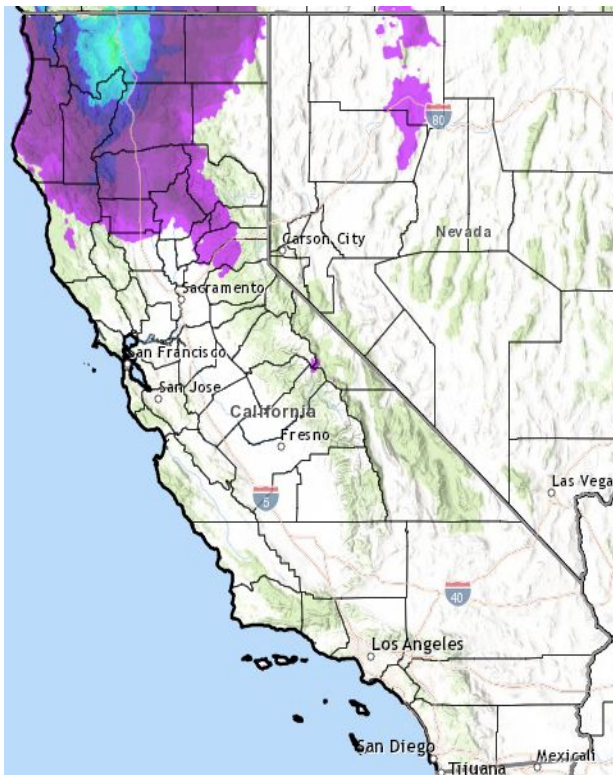 80
Nevada
Carson City
Sacramento
San Francisco
San Jose
California
Fresno
Las Vega
5
40
Los Angeles
San Diego
Mexicali
Tijuana